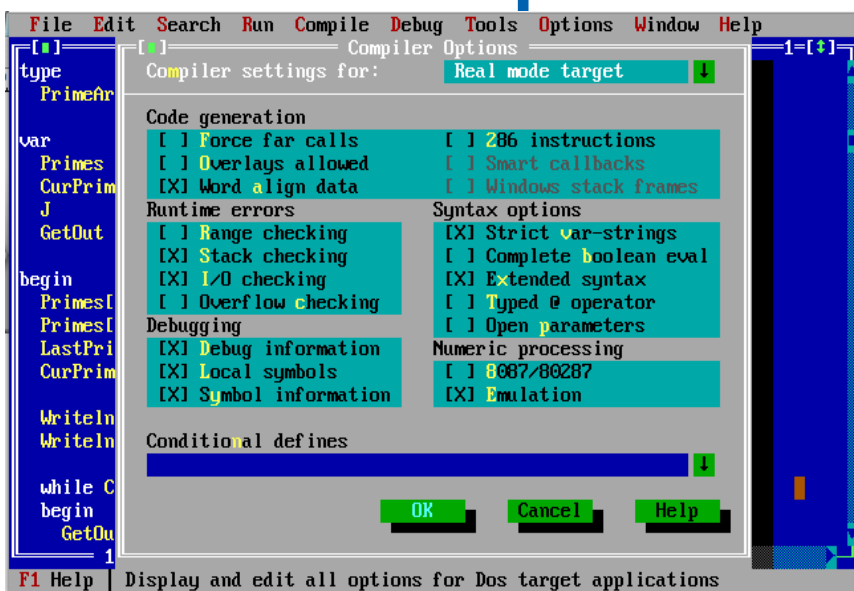 File Edit Search Run Compile Debug Tools Options Window Help
[■] [■] Compiler Options 1=[↕]
type Compiler settings for: Real mode target ↓
PrimeAr
Code generation
var [ ] Force far calls [ ] 286 instructions
Primes [ ] Overlays allowed [ ] Smart callbacks
CurPrim [X] Word align data [ ] Windows stack frames
J Runtime errors Syntax options
GetOut [ ] Range checking [X] Strict var-strings
[X] Stack checking [ ] Complete boolean eval
begin [X] I/O checking [X] Extended syntax
Primes[ [ ] Overflow checking [ ] Typed @ operator
Primes[ Debugging [ ] Open parameters
LastPri [X] Debug information Numeric processing
CurPrim [X] Local symbols [ ] 8087/80287
[X] Symbol information [X] Emulation
Writeln
Writeln Conditional defines
↓
while C
begin OK Cancel Help
GetOu
1
F1 Help | Display and edit all options for Dos target applications